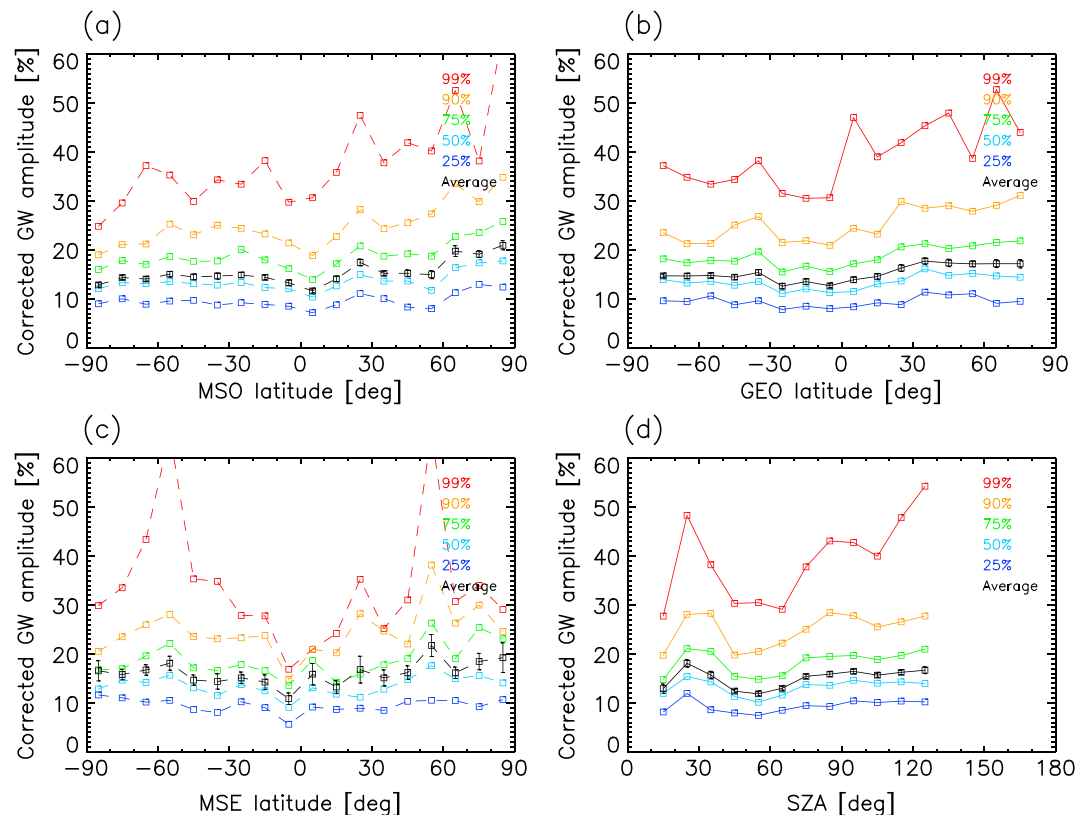 (a)
Corrected GW amplitude [%]
60
50
40
30
20
10
0
99%
90%
75%
50%
25%
Average
−90 −60 −30 0 30 60 90
MSO latitude [deg]
(b)
Corrected GW amplitude [%]
60
50
40
30
20
10
0
99%
90%
75%
50%
25%
Average
−90 −60 −30 0 30 60 90
GEO latitude [deg]
(c)
Corrected GW amplitude [%]
60
50
40
30
20
10
0
99%
90%
75%
50%
25%
Average
−90 −60 −30 0 30 60 90
MSE latitude [deg]
(d)
Corrected GW amplitude [%]
60
50
40
30
20
10
0
99%
90%
75%
50%
25%
Average
0 30 60 90 120 150 180
SZA [deg]